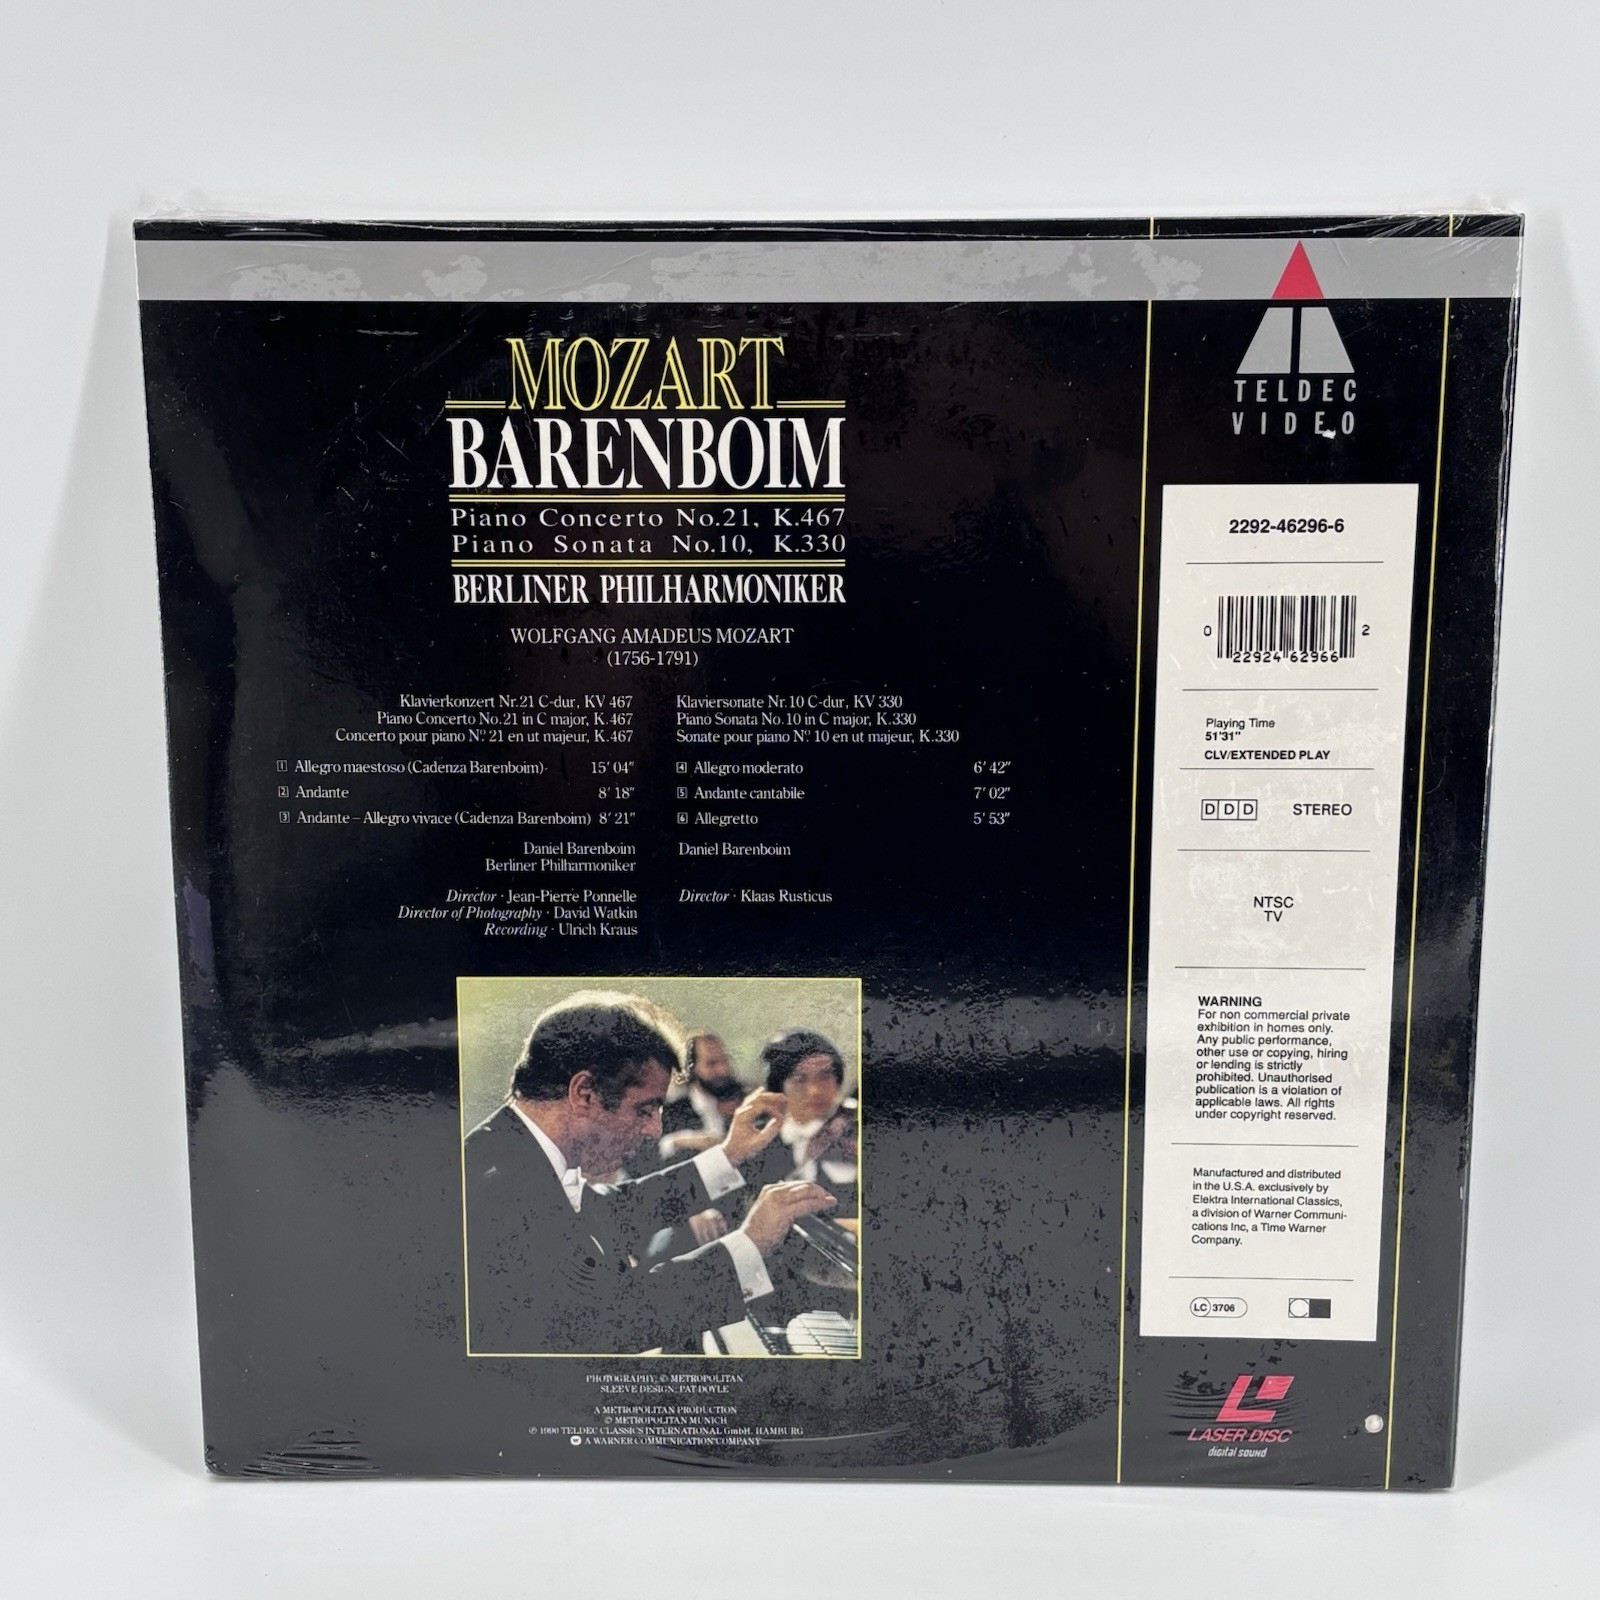 MOZART
BARENBOIM
Piano Concerto No.21, K.467
Piano Sonata No.10, K.330
BERLINER PHILHARMONIKER
WOLFGANG AMADEUS MOZART
(1756-1791)
Klavierkonzert Nr.21 C-dur, KV 467
Piano Concerto No.21 in C major, K.467
Concerto pour piano Nº 21 en ut majeur, K.467
1 Allegro maestoso (Cadenza Barenboim) 15' 04"
2 Andante 8' 18"
3 Andante – Allegro vivace (Cadenza Barenboim) 8' 21"
Daniel Barenboim
Berliner Philharmoniker
Director · Jean-Pierre Ponnelle
Director of Photography · David Watkin
Recording · Ulrich Kraus
Klaviersonate Nr.10 C-dur, KV 330
Piano Sonata No.10 in C major, K.330
Sonate pour piano Nº 10 en ut majeur, K.330
4 Allegro moderato 6' 42"
5 Andante cantabile 7' 02"
6 Allegretto 5' 53"
Daniel Barenboim
Director · Klaas Rusticus
PHOTOGRAPHY: © METROPOLITAN
SLEEVE DESIGN: PAT DOYLE
A METROPOLITAN PRODUCTION
© METROPOLITAN MUNICH
℗ 1990 TELDEC CLASSICS INTERNATIONAL GmbH. HAMBURG
A WARNER COMMUNICATION COMPANY
TELDEC
VIDEO
2292-46296-6
0 22924 62966 2
Playing Time
51'31"
CLV/EXTENDED PLAY
DDD STEREO
NTSC
TV
WARNING
For non commercial private
exhibition in homes only.
Any public performance,
other use or copying, hiring
or lending is strictly
prohibited. Unauthorised
publication is a violation of
applicable laws. All rights
under copyright reserved.
Manufactured and distributed
in the U.S.A. exclusively by
Elektra International Classics,
a division of Warner Communi-
cations Inc, a Time Warner
Company.
LC 3706
LASER DISC
digital sound